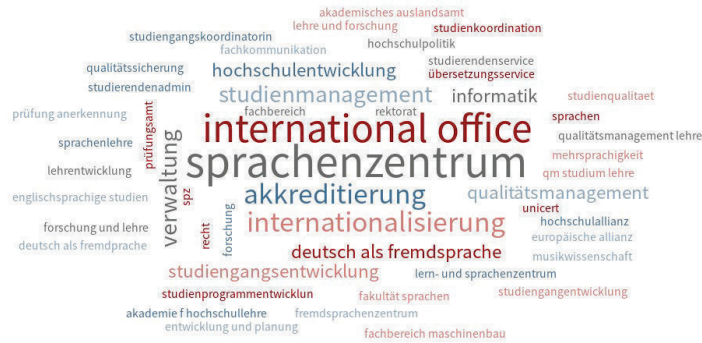 akademisches auslandsamt
lehre und forschung
studienkoordination
studiengangskoordinatorin
hochschulpolitik
fachkommunikation
studierendenservice
qualitätssicherung
hochschulentwicklung
übersetzungsservice
studierendenadmin
studienmanagement
informatik
studienqualitaet
fachbereich
rektorat
prüfung anerkennung
international office
sprachen
prüfungsamt
sprachenlehre
qualitätsmanagement lehre
verwaltung
sprachenzentrum
mehrsprachigkeit
lehrentwicklung
qm studium lehre
spz
akkreditierung
qualitätsmanagement
englischsprachige studien
unicert
internationalisierung
hochschulallianz
forschung und lehre
recht
forschung
europäische allianz
deutsch als fremdprache
deutsch als fremdsprache
musikwissenschaft
studiengangsentwicklung
lern- und sprachenzentrum
studienprogrammentwicklun
fakultät sprachen
studiengangentwicklung
akademie f hochschullehre
fremdsprachenzentrum
entwicklung und planung
fachbereich maschinenbau